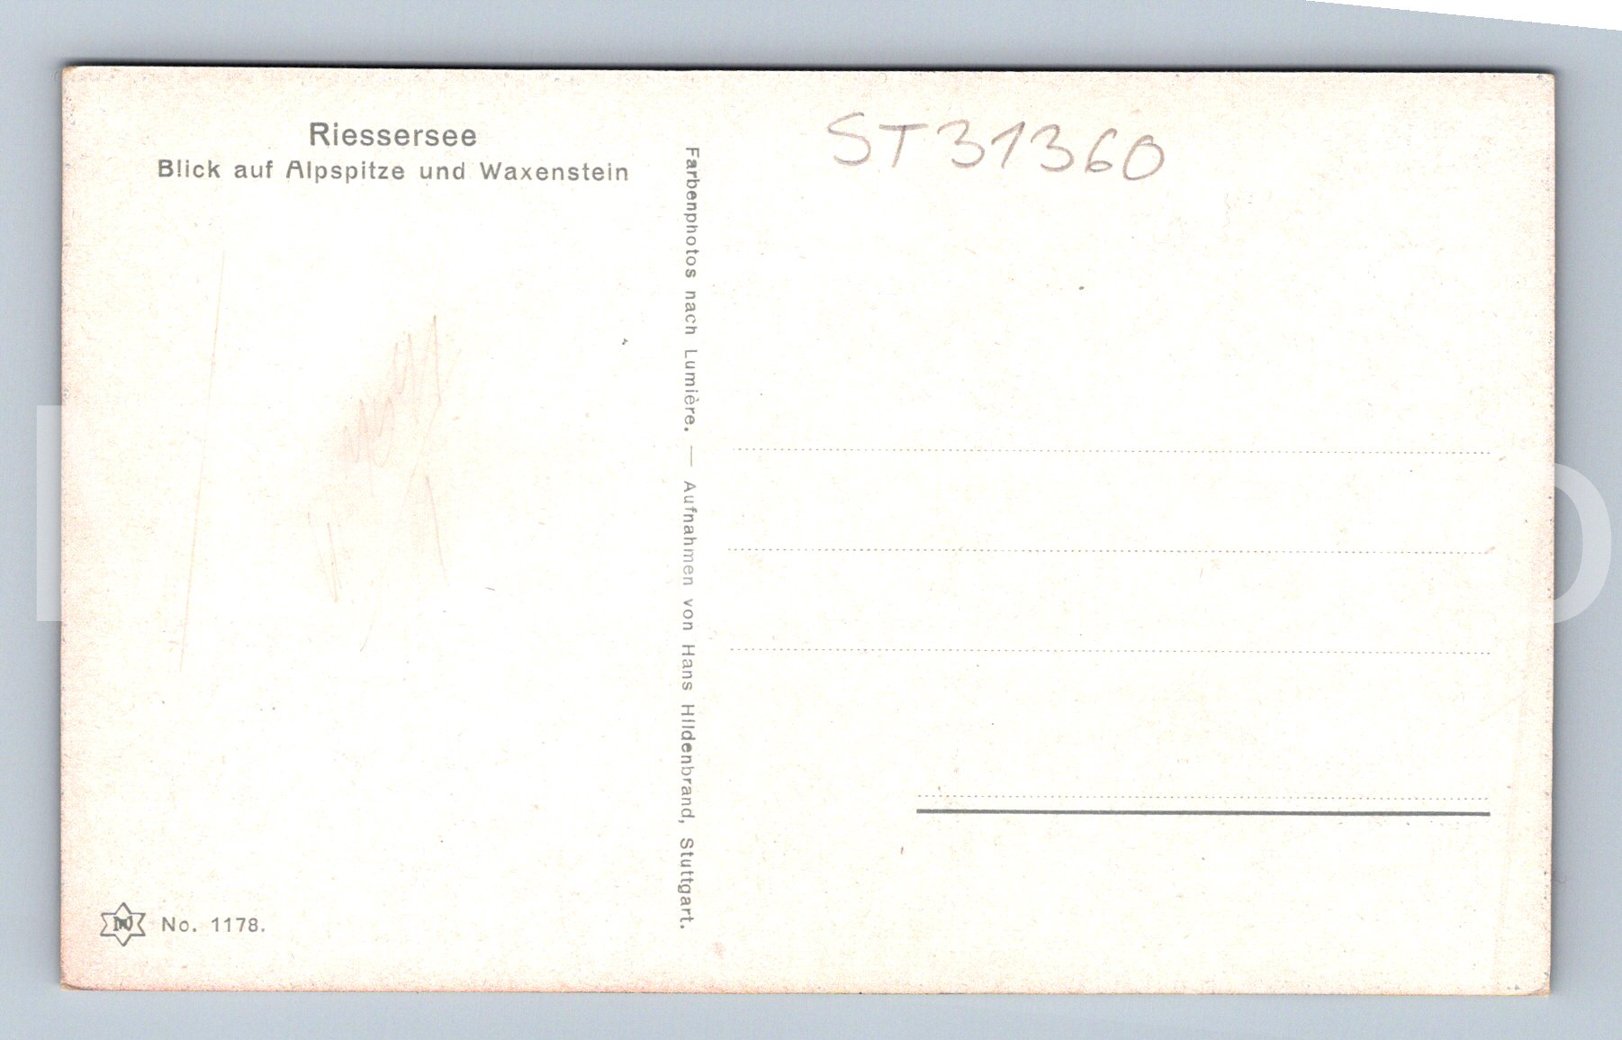 Riessersee
Blick auf Alpspitze und Waxenstein
ST31360
Farbenphotos nach Lumière. — Aufnahmen von Hans Hildenbrand, Stuttgart.
No. 1178.